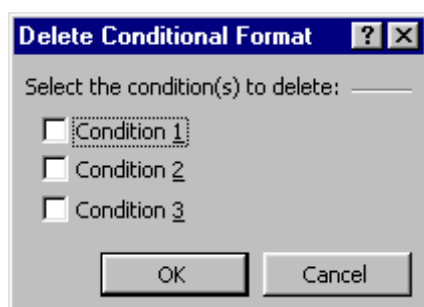 Delete Conditional Format ? X
Select the condition(s) to delete:
Condition 1
Condition 2
Condition 3
OK Cancel